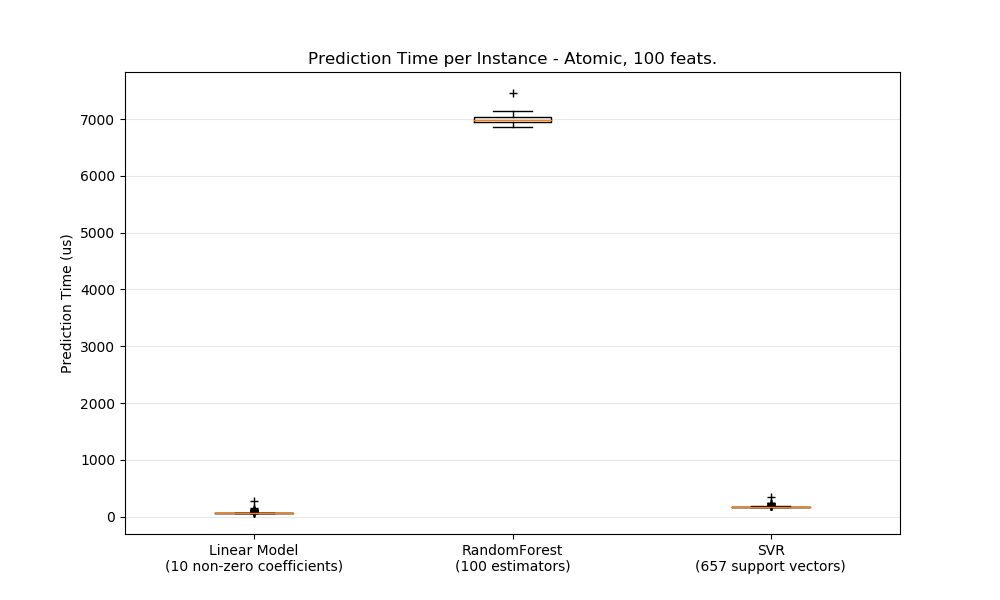 Prediction Time per Instance - Atomic, 100 feats.
Prediction Time (us)
7000
6000
5000
4000
3000
2000
1000
0
Linear Model
(10 non-zero coefficients)
RandomForest
(100 estimators)
SVR
(657 support vectors)